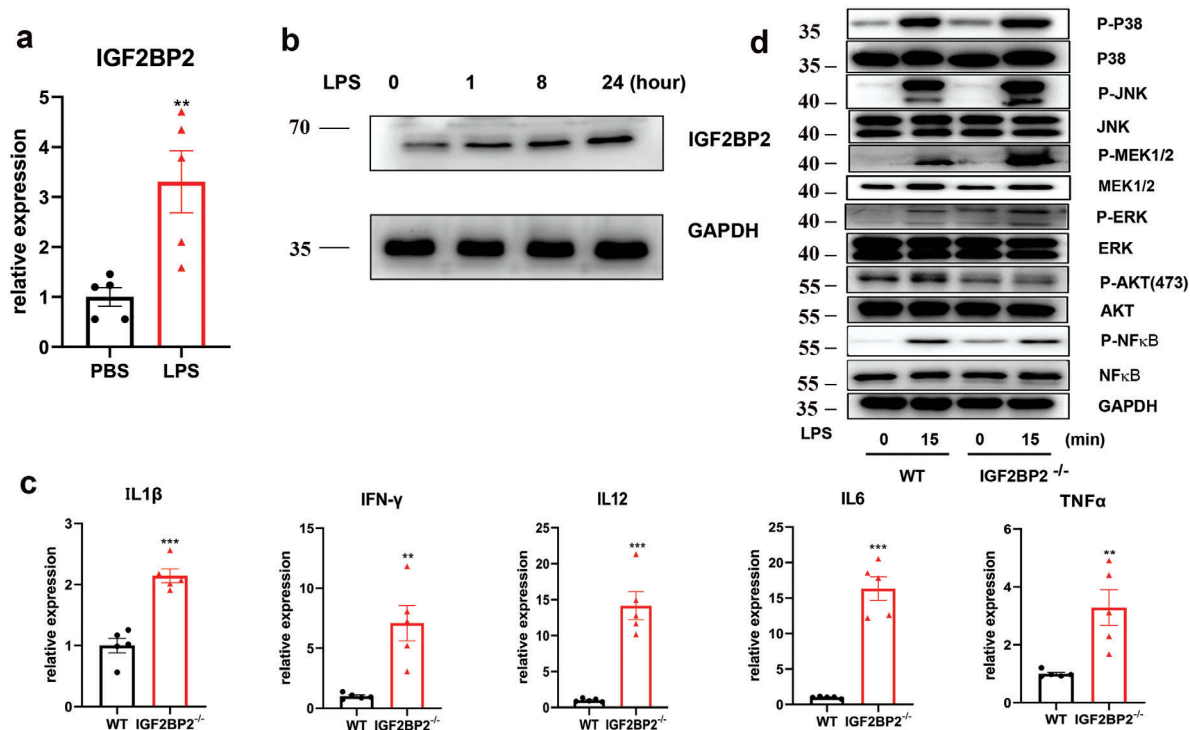 a
IGF2BP2
relative expression
5
4
3
2
1
0
**
PBS
LPS
b
LPS 0 1 8 24 (hour)
70
IGF2BP2
35
GAPDH
d
35 P-P38
35 P38
40 P-JNK
40 JNK
40 P-MEK1/2
40 MEK1/2
40 P-ERK
40 ERK
55 P-AKT(473)
55 AKT
55 P-NFκB
55 NFκB
35 GAPDH
LPS 0 15 0 15 (min)
WT IGF2BP2 -/-
c
IL1β
relative expression
3
2
1
0
***
WT IGF2BP2-/-
IFN-γ
relative expression
15
10
5
0
**
WT IGF2BP2-/-
IL12
relative expression
25
20
15
10
5
0
***
WT IGF2BP2-/-
IL6
relative expression
25
20
15
10
5
0
***
WT IGF2BP2-/-
TNFα
relative expression
6
4
2
0
**
WT IGF2BP2-/-